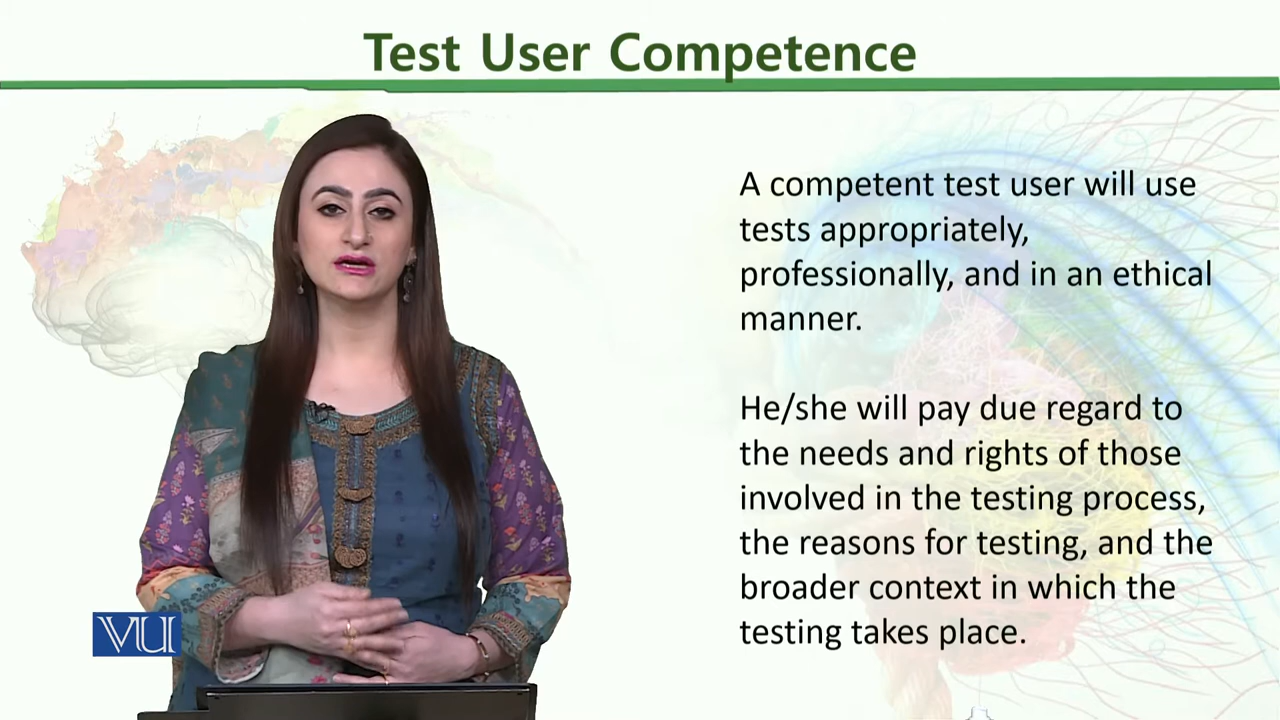 Test User Competence
A competent test user will use
tests appropriately,
professionally, and in an ethical
manner.
He/she will pay due regard to
the needs and rights of those
involved in the testing process,
the reasons for testing, and the
broader context in which the
testing takes place.
VU